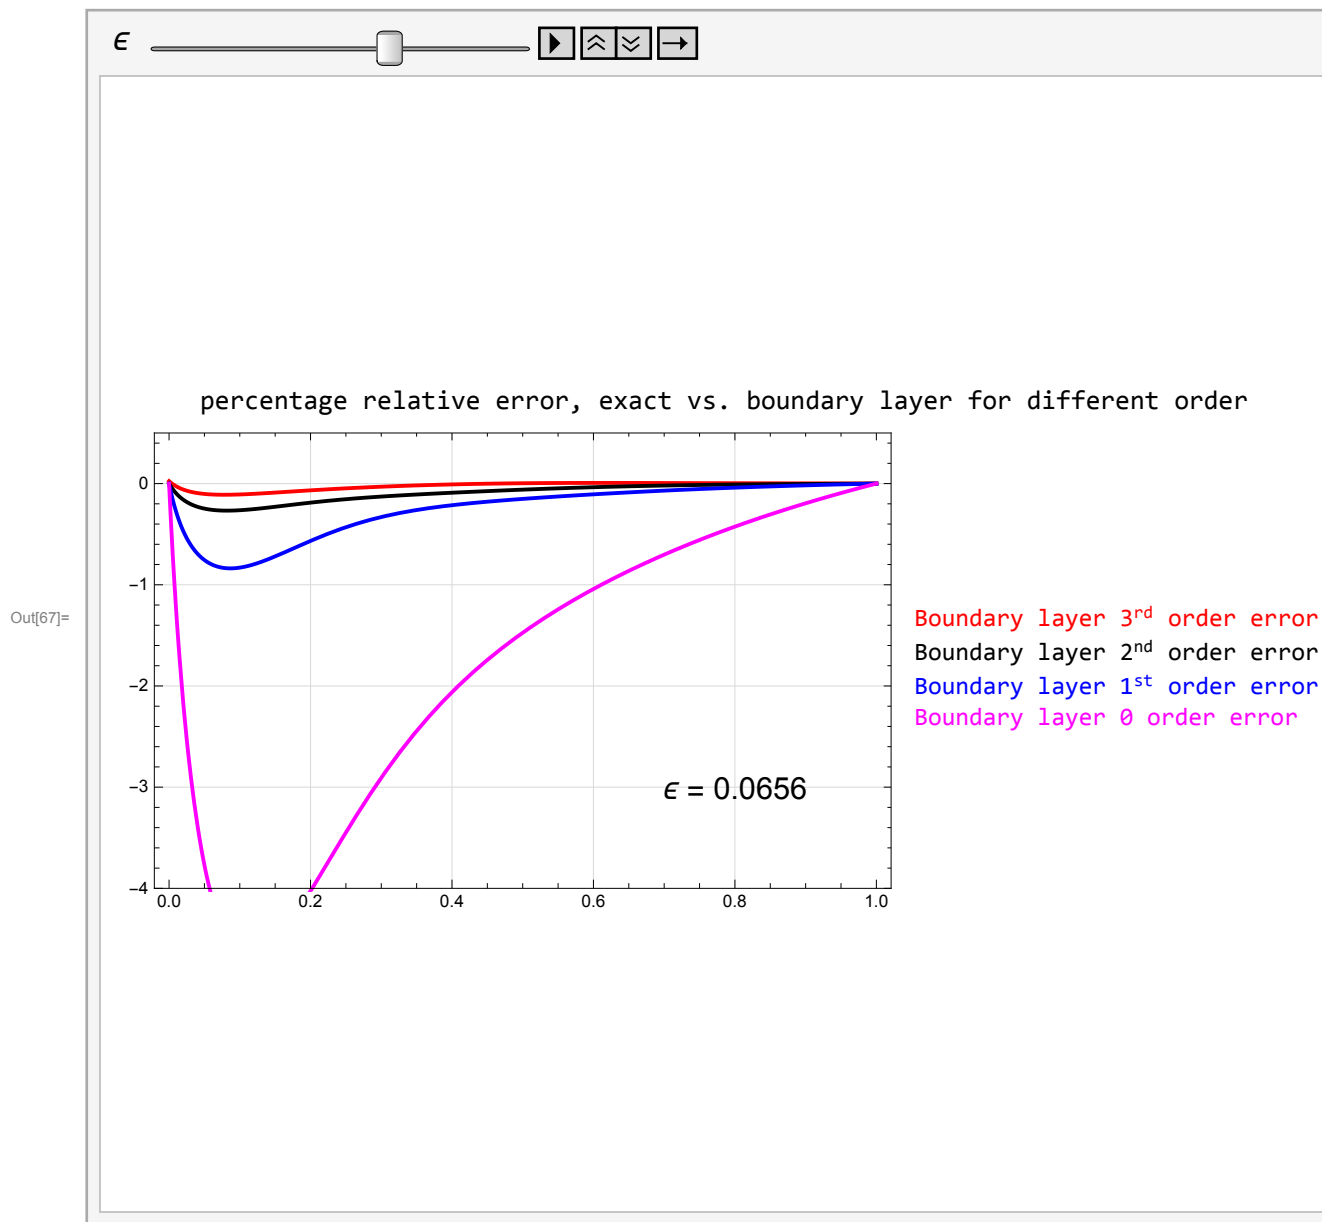 ϵ
percentage relative error, exact vs. boundary layer for different order
0
−1
−2
−3
−4
0.0 0.2 0.4 0.6 0.8 1.0
ϵ = 0.0656
Out[67]=
Boundary layer 3rd order error
Boundary layer 2nd order error
Boundary layer 1st order error
Boundary layer 0 order error